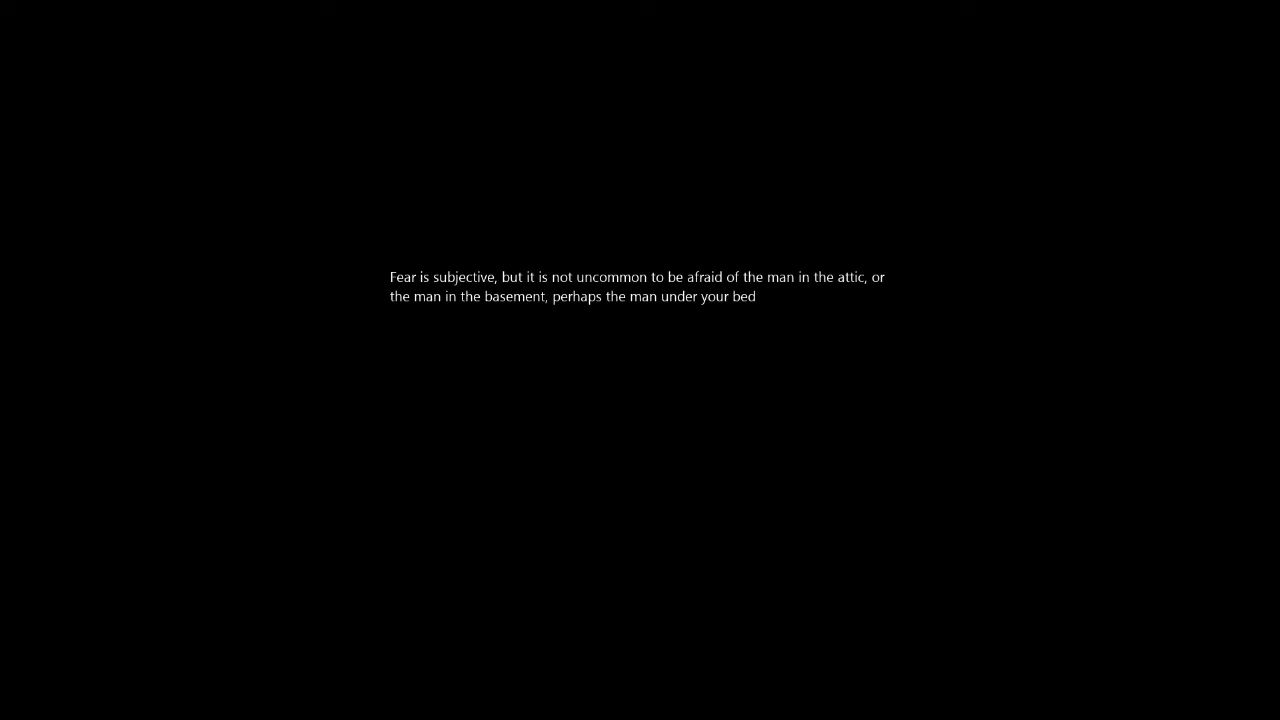 Fear is subjective, but it is not uncommon to be afraid of the man in the attic, or
the man in the basement, perhaps the man under your bed